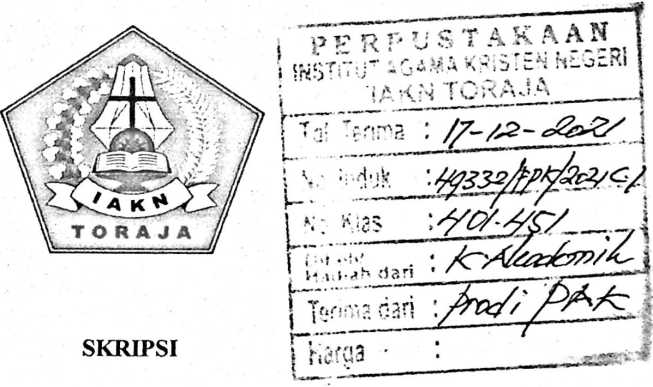 IAKN
TORAJA
SKRIPSI
PERPUSTAKAAN
INSTITUT AGAMA KRISTEN NEGERI
IAKN TORAJA
Tgl Terima : 17-12-2021
No Induk : 49332/FPK/2021 C.1
No Klas : 401-451
Hadiah dari : K. Akademik
Terima dari : Prodi PAK
Harga :